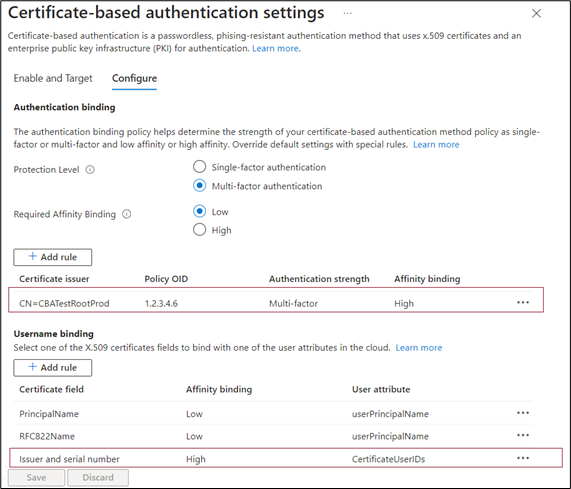 Certificate-based authentication settings ...
Certificate-based authentication is a passwordless, phising-resistant authentication method that uses x.509 certificates and an
enterprise public key infrastructure (PKI) for authentication. Learn more.
Enable and Target Configure
Authentication binding
The authentication binding policy helps determine the strength of your certificate-based authentication method policy as single-
factor or multi-factor and low affinity or high affinity. Override default settings with special rules. Learn more
Protection Level Single-factor authentication
Multi-factor authentication
Required Affinity Binding Low
High
+ Add rule
Certificate issuer Policy OID Authentication strength Affinity binding
CN=CBATestRootProd 1.2.3.4.6 Multi-factor High ...
Username binding
Select one of the X.509 certificates fields to bind with one of the user attributes in the cloud. Learn more
+ Add rule
Certificate field Affinity binding User attribute
PrincipalName Low userPrincipalName ...
RFC822Name Low userPrincipalName ...
Issuer and serial number High CertificateUserIDs ...
Save Discard